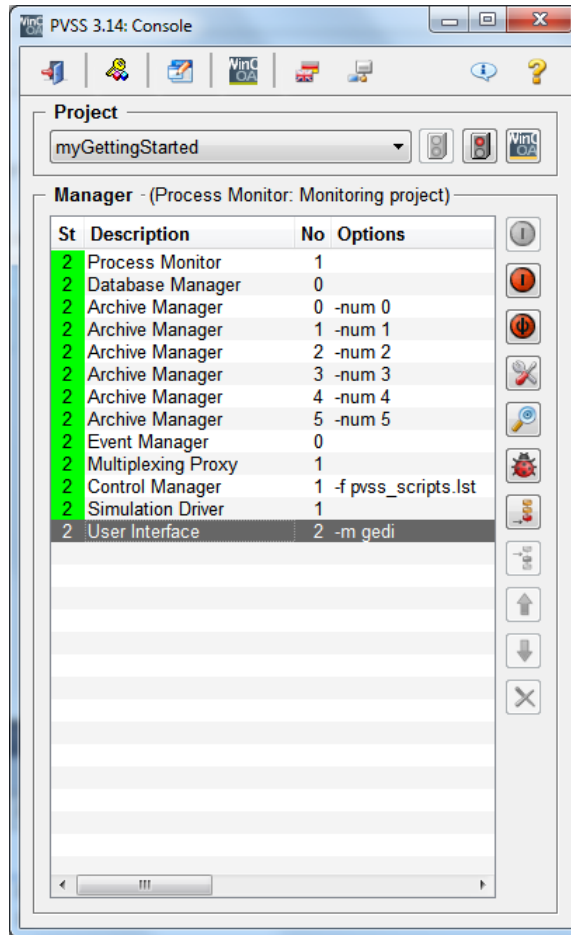 PVSS 3.14: Console
WinC
OA
?
Project
myGettingStarted
WinC
OA
Manager - (Process Monitor: Monitoring project)
St Description No Options
2 Process Monitor 1
2 Database Manager 0
2 Archive Manager 0 -num 0
2 Archive Manager 1 -num 1
2 Archive Manager 2 -num 2
2 Archive Manager 3 -num 3
2 Archive Manager 4 -num 4
2 Archive Manager 5 -num 5
2 Event Manager 0
2 Multiplexing Proxy 1
2 Control Manager 1 -f pvss_scripts.lst
2 Simulation Driver 1
2 User Interface 2 -m gedi